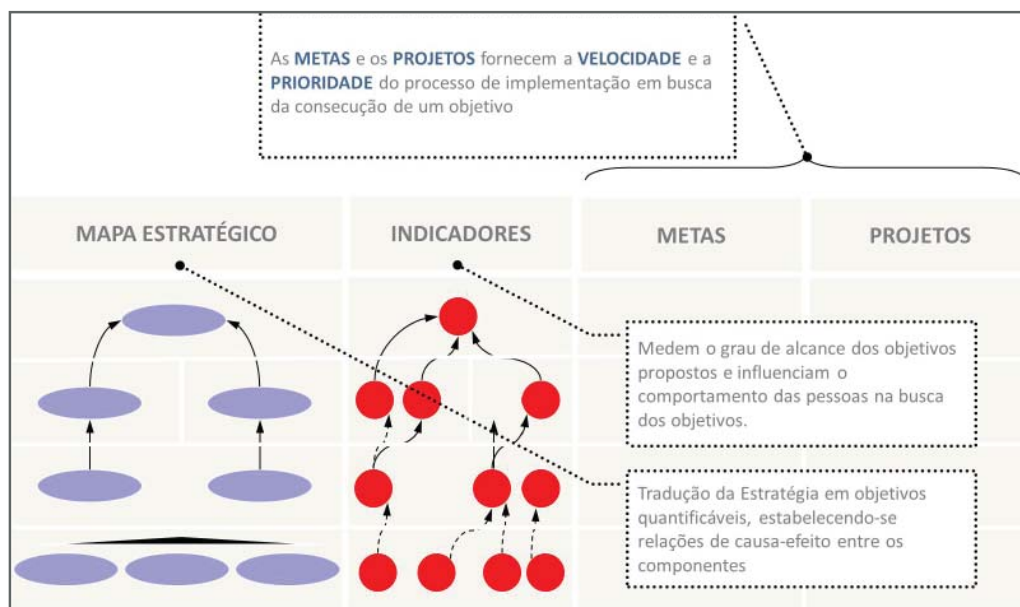 As METAS e os PROJETOS fornecem a VELOCIDADE e a
PRIORIDADE do processo de implementação em busca
da consecução de um objetivo
MAPA ESTRATÉGICO
INDICADORES
METAS
PROJETOS
Medem o grau de alcance dos objetivos
propostos e influenciam o
comportamento das pessoas na busca
dos objetivos.
Tradução da Estratégia em objetivos
quantificáveis, estabelecendo-se
relações de causa-efeito entre os
componentes